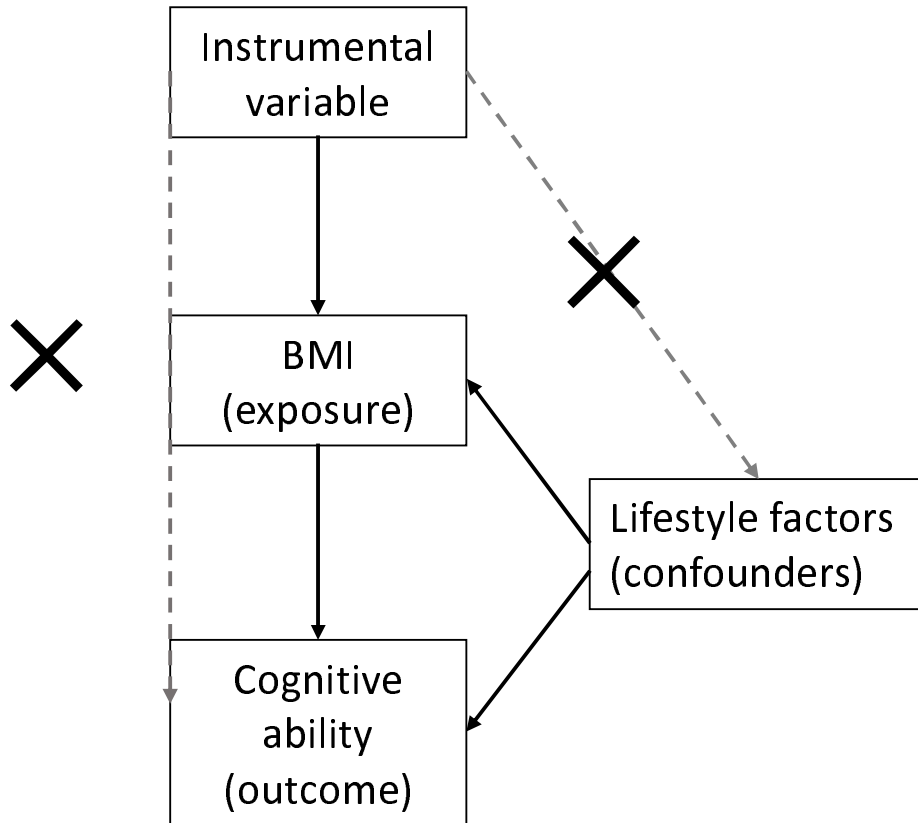 Instrumental
variable
BMI
(exposure)
Lifestyle factors
(confounders)
Cognitive
ability
(outcome)